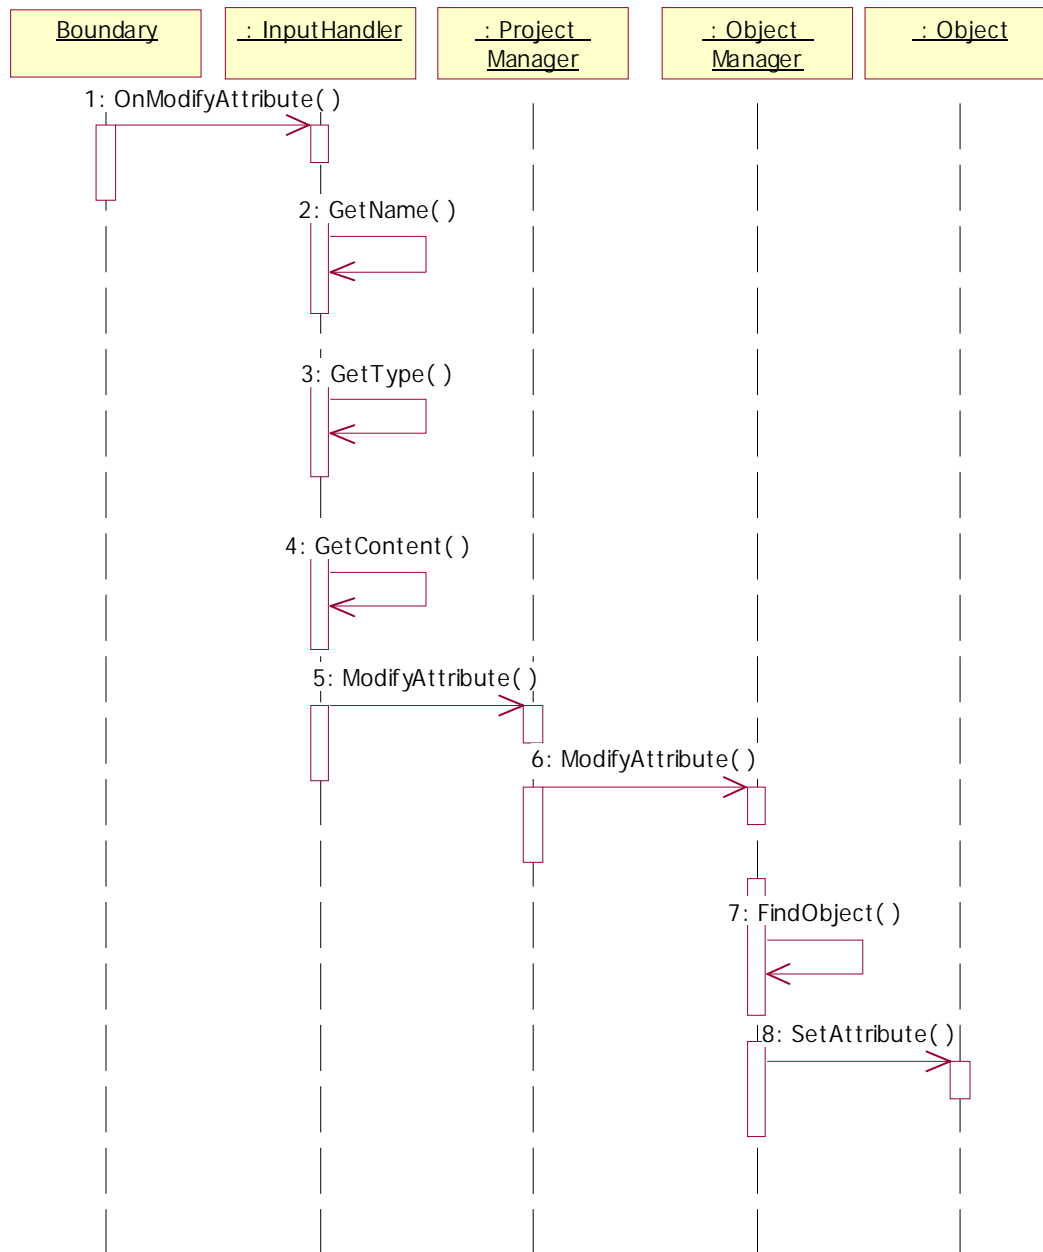 Boundary
: InputHandler
: Project
Manager
: Object
Manager
: Object
1: OnModifyAttribute( )
2: GetName( )
3: GetType( )
4: GetContent( )
5: ModifyAttribute( )
6: ModifyAttribute( )
7: FindObject( )
8: SetAttribute( )